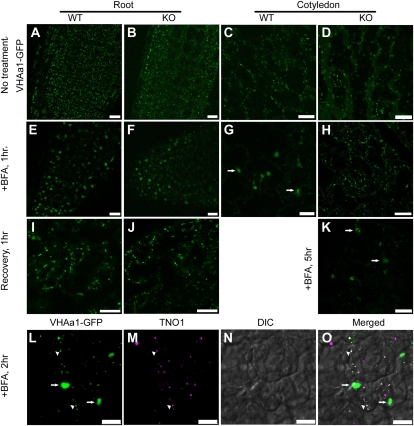 Root
Cotyledon
WT
KO
WT
KO
No treatment.
VHAa1-GFP
A
B
C
D
+BFA, 1hr.
E
F
G
H
Recovery, 1hr
I
J
+BFA, 5hr
K
VHAa1-GFP
TNO1
DIC
Merged
+BFA, 2hr
L
M
N
O